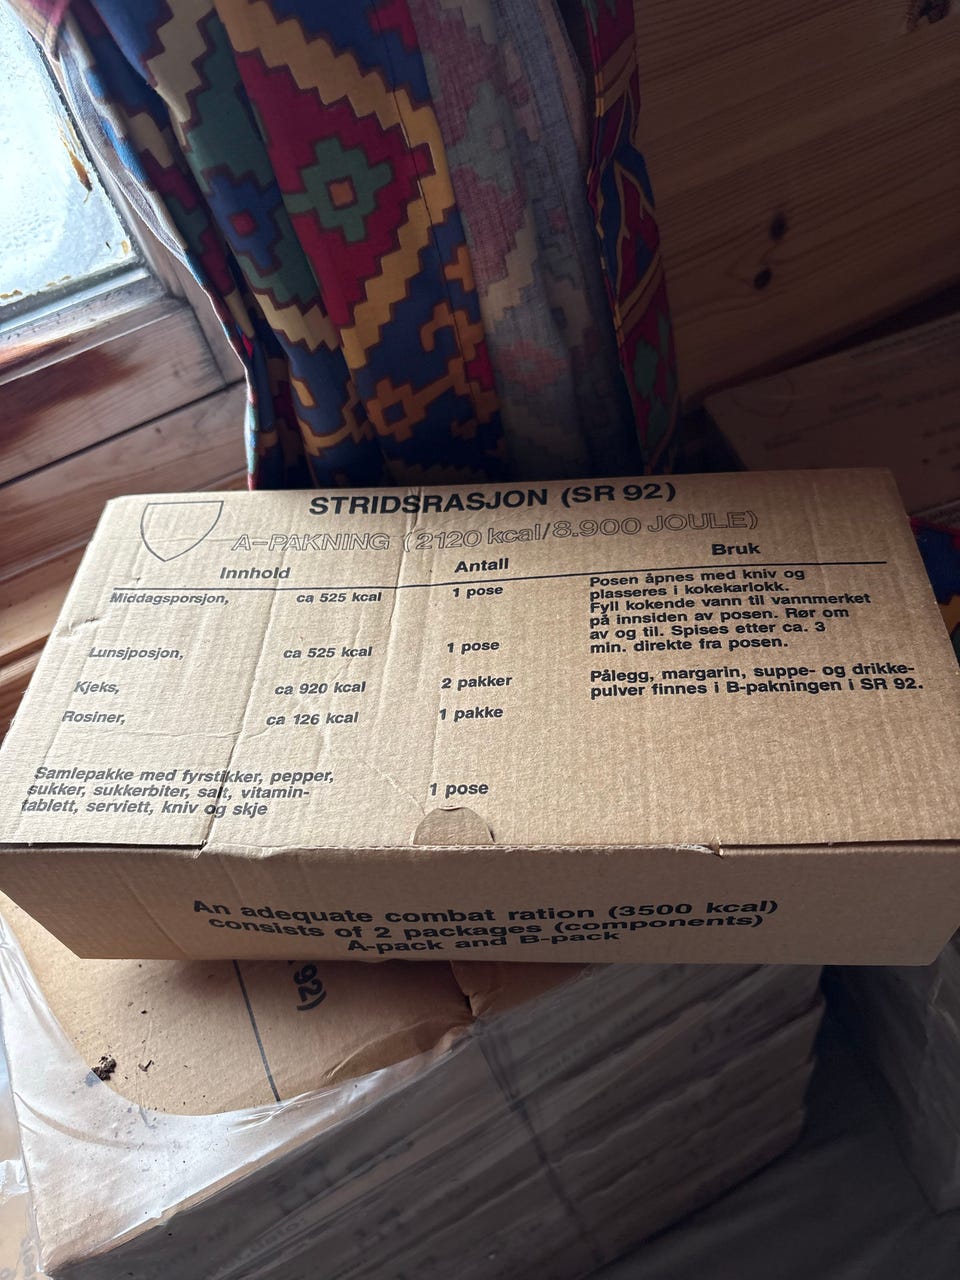 STRIDSRASJON (SR 92)
A-PAKNING (2120 kcal/8.900 JOULE)
Innhold Antall Bruk
Middagsporsjon, ca 525 kcal 1 pose
Posen åpnes med kniv og
plasseres i kokekarlokk.
Fyll kokende vann til vannmerket
på innsiden av posen. Rør om
av og til. Spises etter ca. 3
min. direkte fra posen.
Lunsjposjon, ca 525 kcal 1 pose
Kjeks, ca 920 kcal 2 pakker
Pålegg, margarin, suppe- og drikke-
pulver finnes i B-pakningen i SR 92.
Rosiner, ca 126 kcal 1 pakke
Samlepakke med fyrstikker, pepper,
sukker, sukkerbiter, salt, vitamin-
tablett, serviett, kniv og skje
1 pose
An adequate combat ration (3500 kcal)
consists of 2 packages (components)
A-pack and B-pack
92)